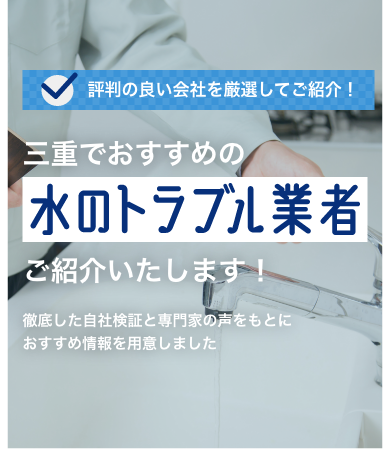 評判の良い会社を厳選してご紹介！
三重でおすすめの
水のトラブル業者
ご紹介いたします！
徹底した自社検証と専門家の声をもとに
おすすめ情報を用意しました